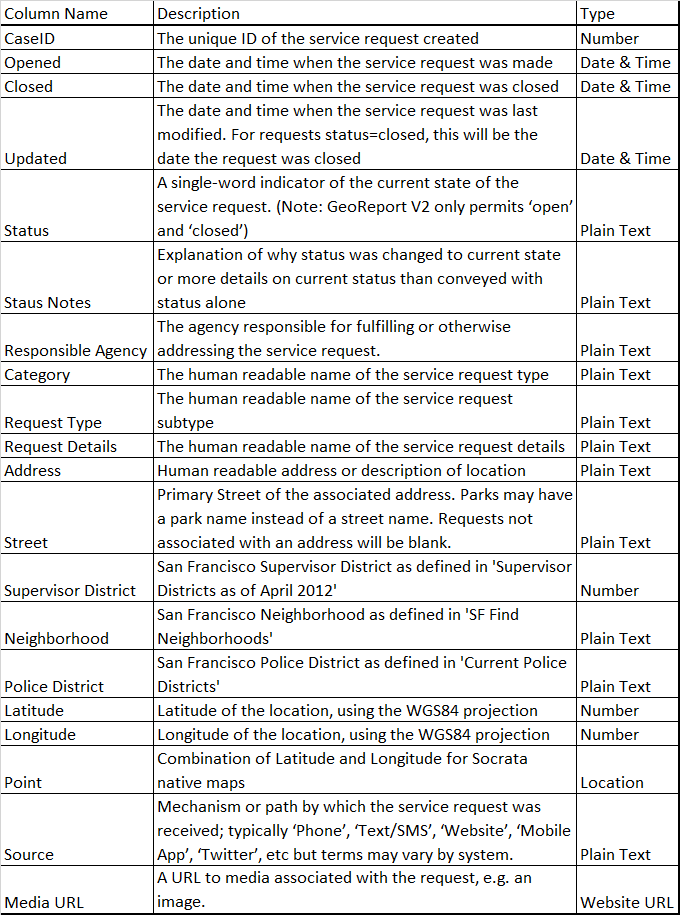 Column Name Description Type
CaseID The unique ID of the service request created Number
Opened The date and time when the service request was made Date & Time
Closed The date and time when the service request was closed Date & Time
The date and time when the service request was last
modified. For requests status=closed, this will be the
Updated date the request was closed Date & Time
A single-word indicator of the current state of the
service request. (Note: GeoReport V2 only permits ‘open’
Status and ‘closed’) Plain Text
Explanation of why status was changed to current state
or more details on current status than conveyed with
Staus Notes status alone Plain Text
The agency responsible for fulfilling or otherwise
Responsible Agency addressing the service request. Plain Text
Category The human readable name of the service request type Plain Text
The human readable name of the service request
Request Type subtype Plain Text
Request Details The human readable name of the service request details Plain Text
Address Human readable address or description of location Plain Text
Primary Street of the associated address. Parks may have
a park name instead of a street name. Requests not
Street associated with an address will be blank. Plain Text
San Francisco Supervisor District as defined in 'Supervisor
Supervisor District Districts as of April 2012' Number
San Francisco Neighborhood as defined in 'SF Find
Neighborhood Neighborhoods' Plain Text
San Francisco Police District as defined in 'Current Police
Police District Districts' Plain Text
Latitude Latitude of the location, using the WGS84 projection Number
Longitude Longitude of the location, using the WGS84 projection Number
Combination of Latitude and Longitude for Socrata
Point native maps Location
Mechanism or path by which the service request was
received; typically ‘Phone’, ‘Text/SMS’, ‘Website’, ‘Mobile
Source App’, ‘Twitter’, etc but terms may vary by system. Plain Text
A URL to media associated with the request, e.g. an
Media URL image. Website URL